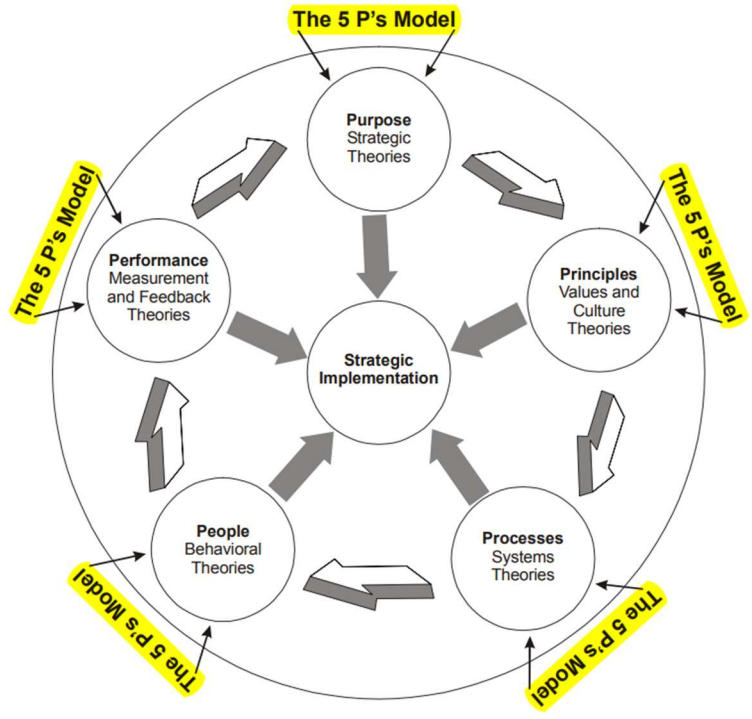 The 5 P's Model
Purpose
Strategic
Theories
The 5 P's Model
Performance
Measurement
and Feedback
Theories
Principles
Values and
Culture
Theories
The 5 P's Model
Strategic
Implementation
People
Behavioral
Theories
Processes
Systems
Theories
The 5 P's Model
The 5 P's Model